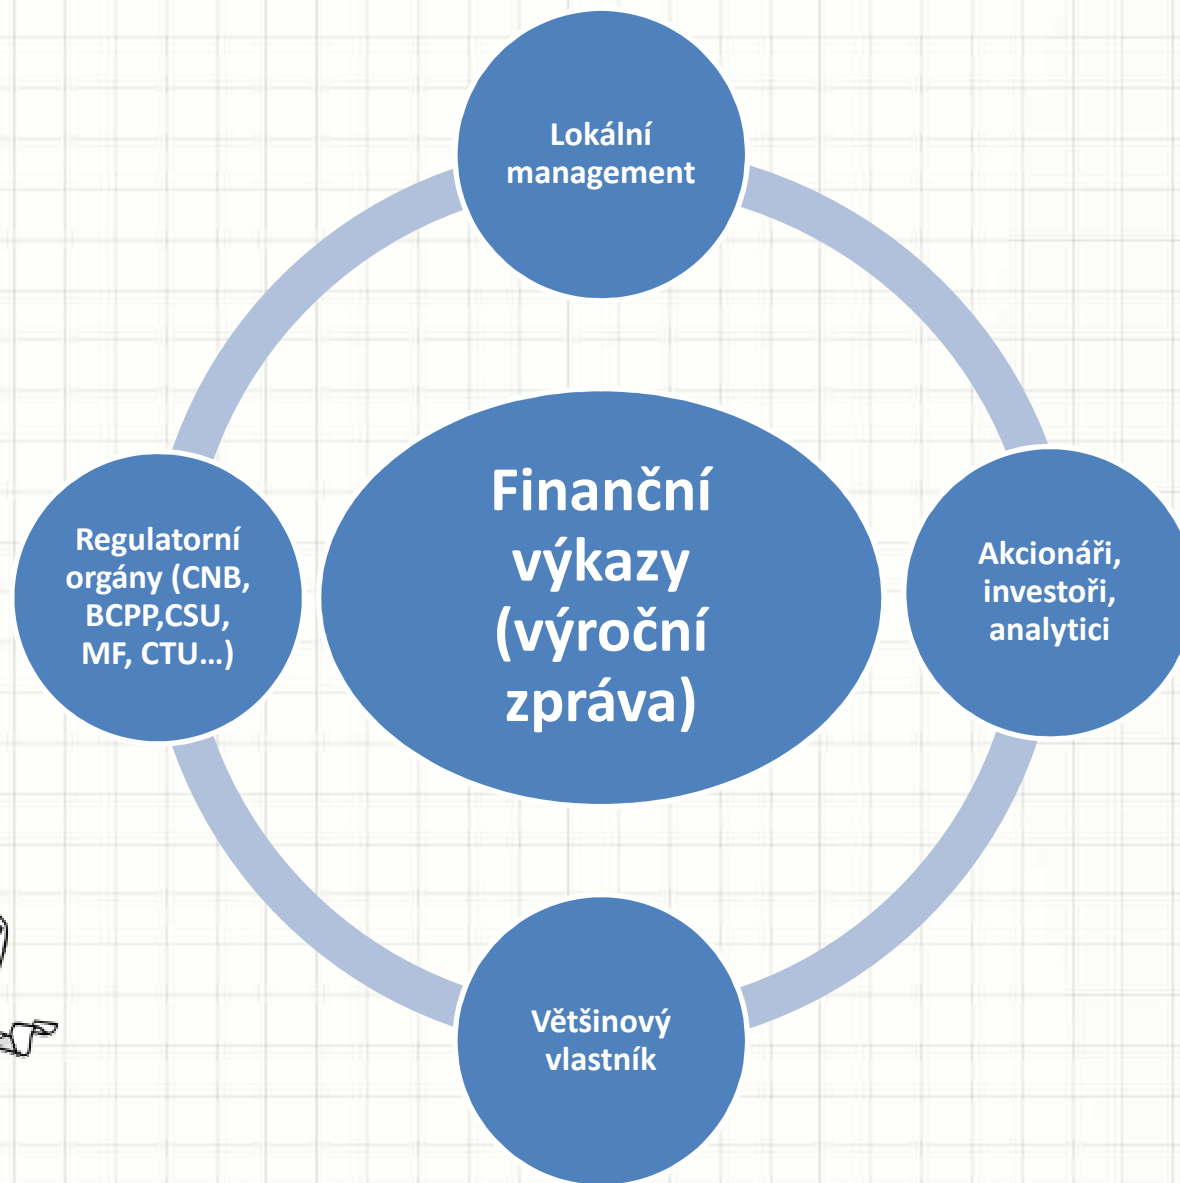 Lokální
management
Finanční
výkazy
(výroční
zpráva)
Regulatorní
orgány (CNB,
BCPP,CSU,
MF, CTU...)
Akcionáři,
investoři,
analytici
Většinový
vlastník